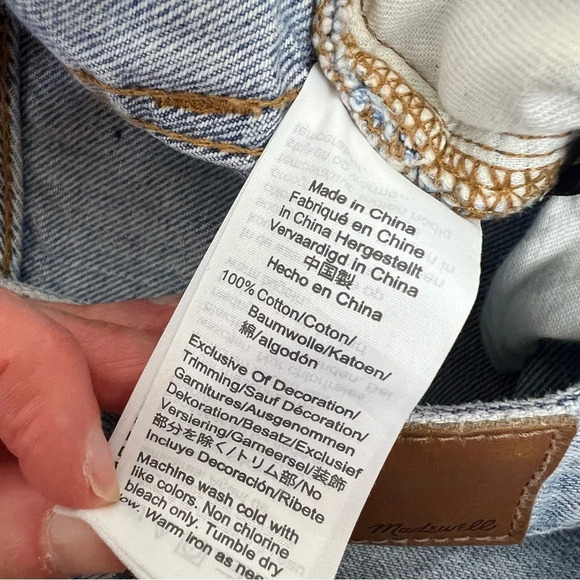 Made in China
Fabriqué en Chine
In China Hergestellt
Vervaardigd in China
中国製
Hecho en China
100% Cotton/Coton/
Baumwolle/Katoen/
綿/algodón
Exclusive Of Decoration/
Trimming/Sauf Décoration/
Garnitures/Ausgenommen
Dekoration/Besatz/Exclusief
Versiering/Garneersel/装飾
部分を除く/トリム部/No
Incluye Decoración/Ribete
Machine wash cold with
like colors. Non chlorine
bleach only. Tumble dry
Warm iron as
Madewell